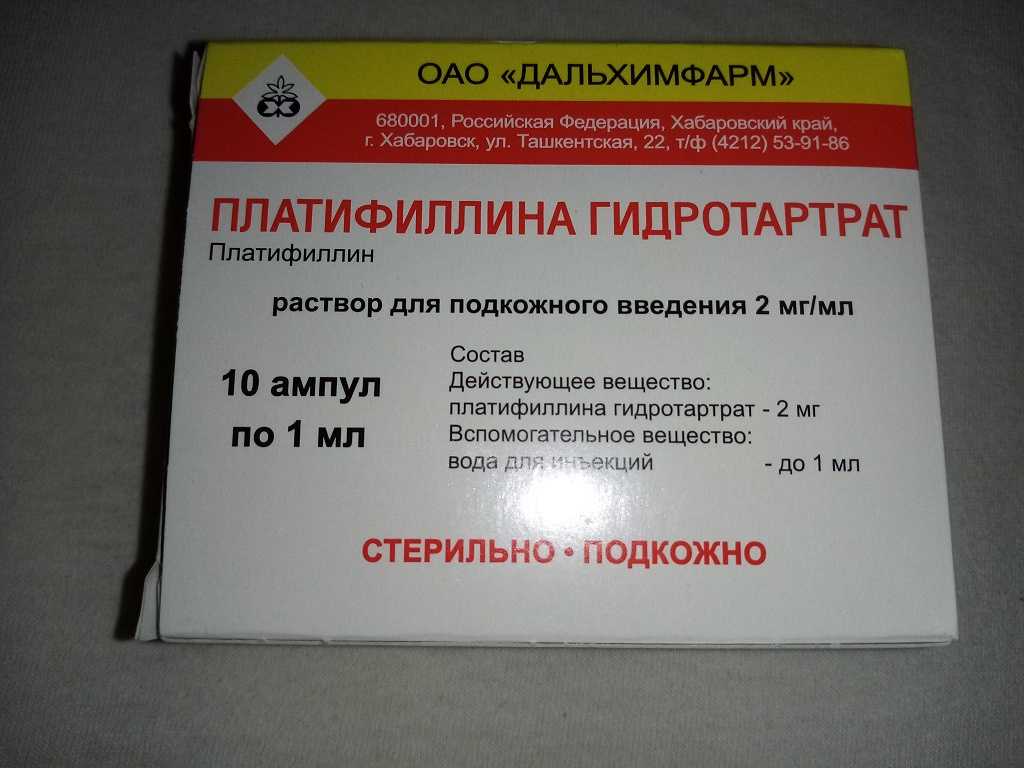 ОАО «ДАЛЬХИМФАРМ»
680001, Российская Федерация, Хабаровский край,
г. Хабаровск, ул. Ташкентская, 22, т/ф (4212) 53-91-86
ПЛАТИФИЛЛИНА ГИДРОТАРТРАТ
Платифиллин
раствор для подкожного введения 2 мг/мл
10 ампул
по 1 мл
Состав
Действующее вещество:
платифиллина гидротартрат - 2 мг
Вспомогательное вещество:
вода для инъекций - до 1 мл
СТЕРИЛЬНО • ПОДКОЖНО